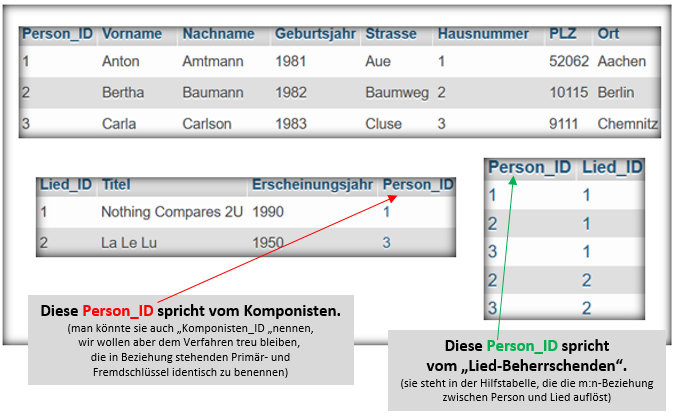 Person_ID Vorname Nachname Geburtsjahr Strasse Hausnummer PLZ Ort
1 Anton Amtmann 1981 Aue 1 52062 Aachen
2 Bertha Baumann 1982 Baumweg 2 10115 Berlin
3 Carla Carlson 1983 Cluse 3 9111 Chemnitz
Lied_ID Titel Erscheinungsjahr Person_ID
1 Nothing Compares 2U 1990 1
2 La Le Lu 1950 3
Person_ID Lied_ID
1 1
2 1
3 1
2 2
3 2
Diese Person_ID spricht vom Komponisten.
(man könnte sie auch „Komponisten_ID „nennen,
wir wollen aber dem Verfahren treu bleiben,
die in Beziehung stehenden Primär- und
Fremdschlüssel identisch zu benennen)
Diese Person_ID spricht
vom „Lied-Beherrschenden“.
(sie steht in der Hilfstabelle, die die m:n-Beziehung
zwischen Person und Lied auflöst)